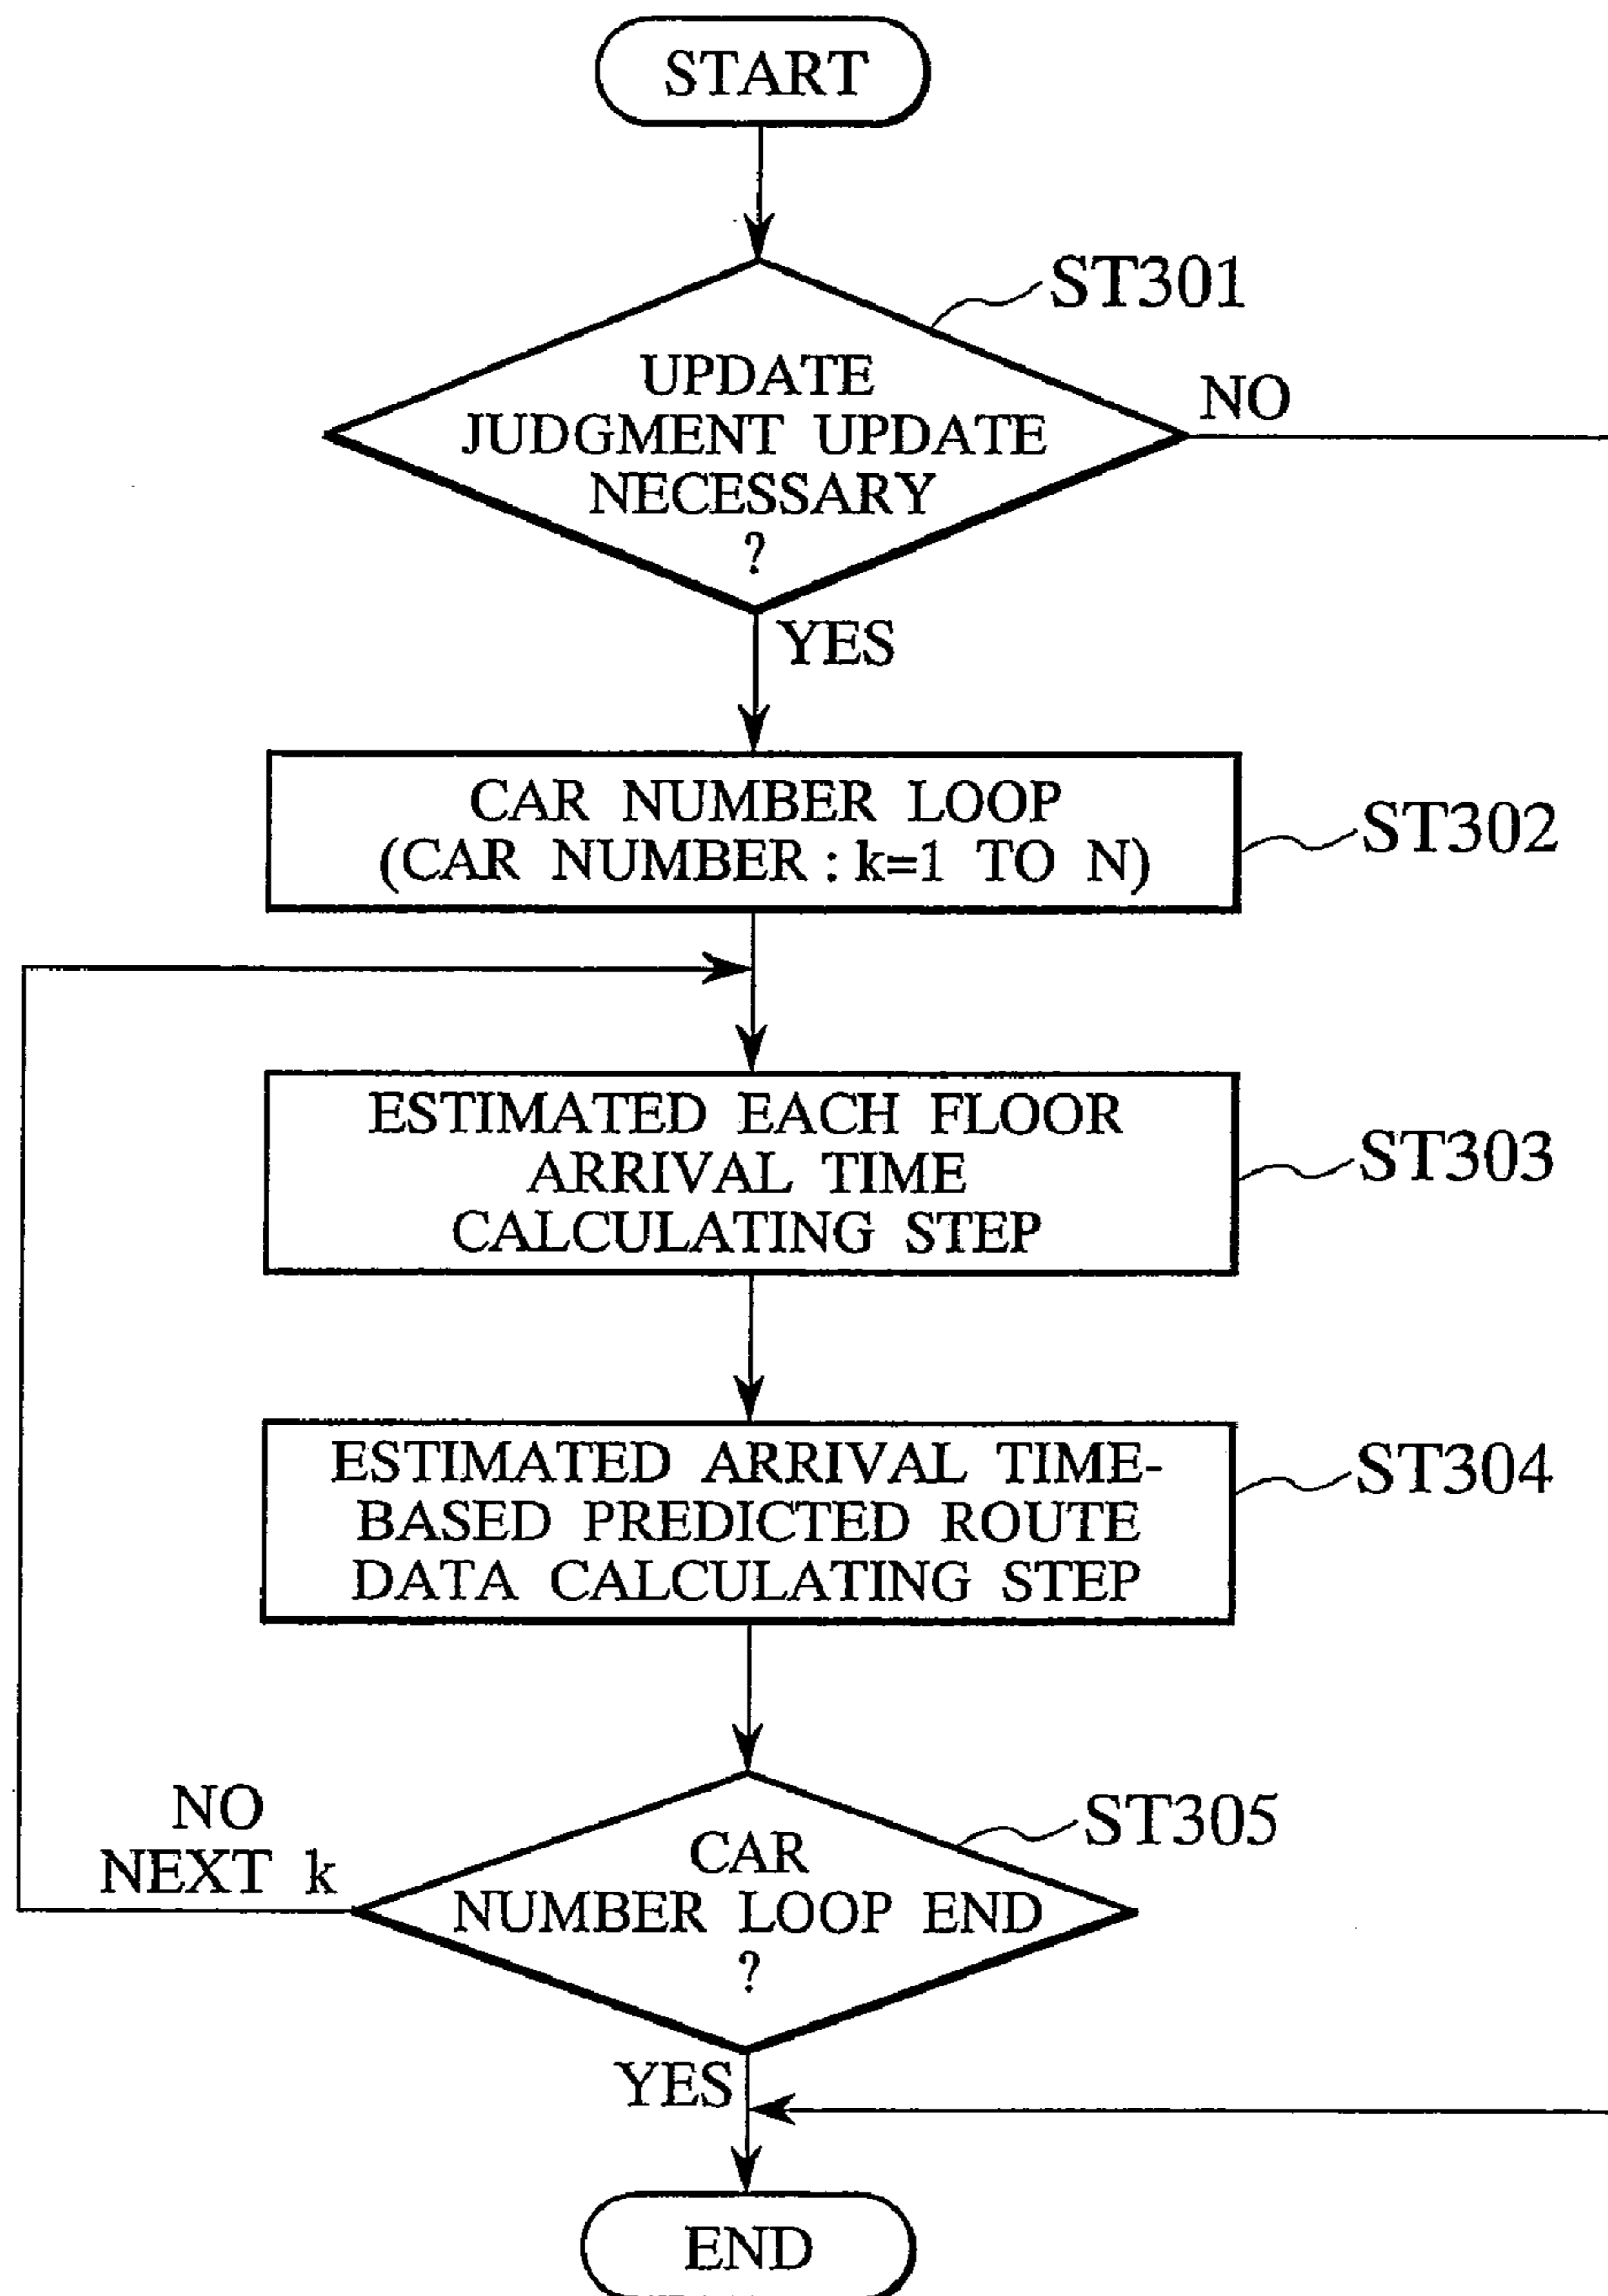 START
ST301
UPDATE
JUDGMENT UPDATE
NECESSARY
?
NO
YES
CAR NUMBER LOOP
(CAR NUMBER : k=1 TO N)
ST302
ESTIMATED EACH FLOOR
ARRIVAL TIME
CALCULATING STEP
ST303
ESTIMATED ARRIVAL TIME-
BASED PREDICTED ROUTE
DATA CALCULATING STEP
ST304
NO
NEXT k
CAR
NUMBER LOOP END
?
ST305
YES
END